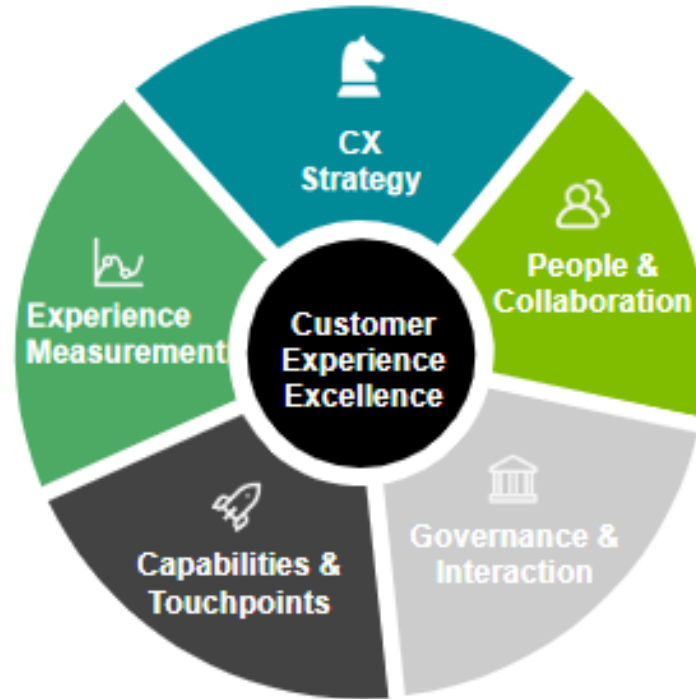 CX
Strategy
People &
Collaboration
Experience
Measurement
Customer
Experience
Excellence
Governance &
Interaction
Capabilities &
Touchpoints